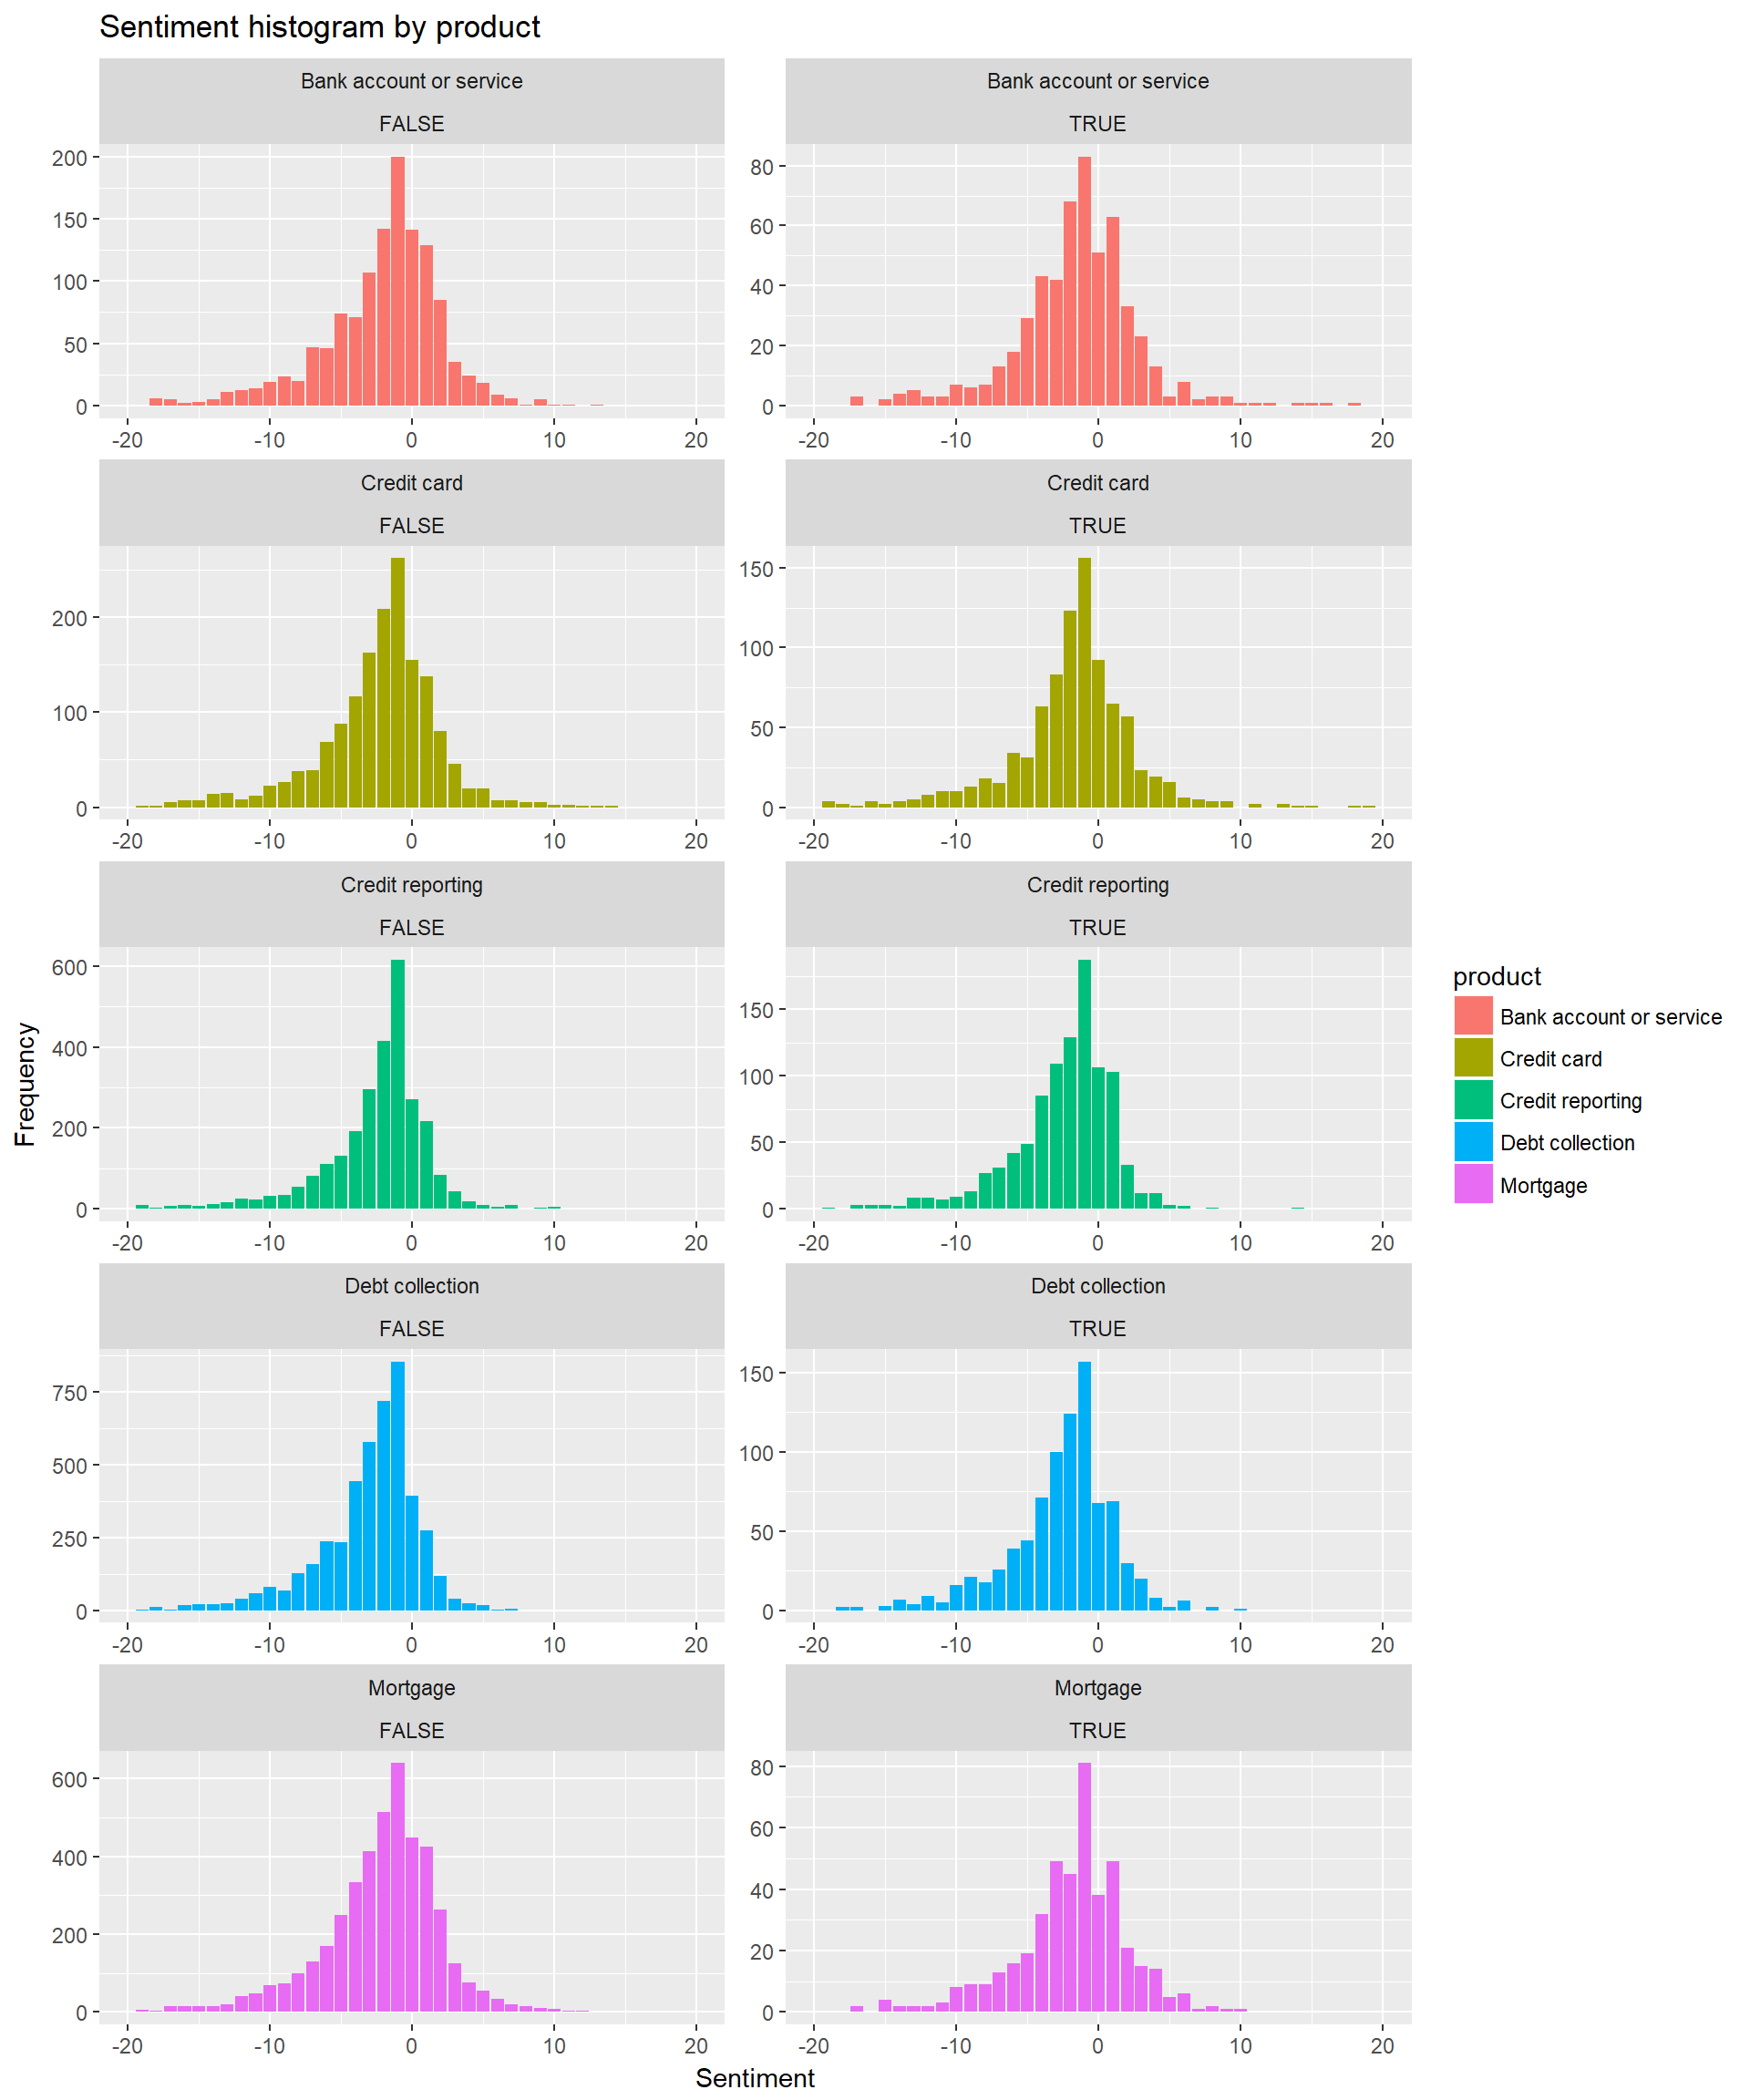 Sentiment histogram by product
Bank account or service
FALSE
200
150
100
50
0
-20 -10 0 10 20
Bank account or service
TRUE
80
60
40
20
0
-20 -10 0 10 20
Credit card
FALSE
200
100
0
-20 -10 0 10 20
Credit card
TRUE
150
100
50
0
-20 -10 0 10 20
Credit reporting
FALSE
600
400
200
0
-20 -10 0 10 20
Credit reporting
TRUE
150
100
50
0
-20 -10 0 10 20
Debt collection
FALSE
750
500
250
0
-20 -10 0 10 20
Debt collection
TRUE
150
100
50
0
-20 -10 0 10 20
Mortgage
FALSE
600
400
200
0
-20 -10 0 10 20
Mortgage
TRUE
80
60
40
20
0
-20 -10 0 10 20
Frequency
Sentiment
product
Bank account or service
Credit card
Credit reporting
Debt collection
Mortgage